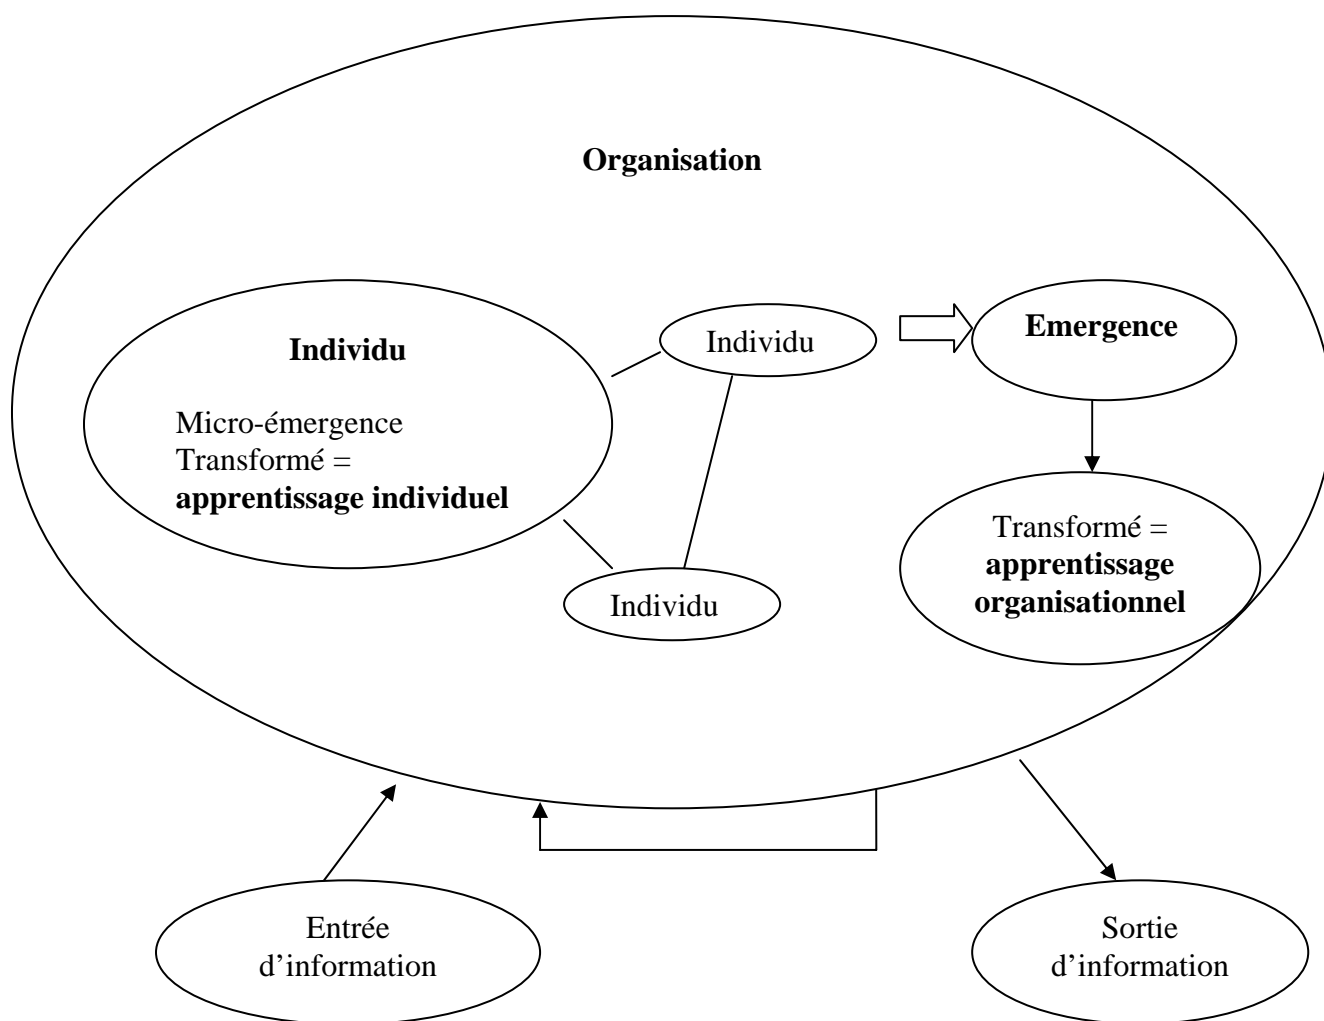 Organisation
Individu
Micro-émergence
Transformé =
apprentissage individuel
Individu
Individu
Emergence
Transformé =
apprentissage
organisationnel
Entrée
d’information
Sortie
d’information